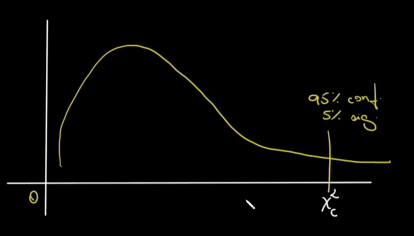 95% conf.
5% sig.
0
χ²c